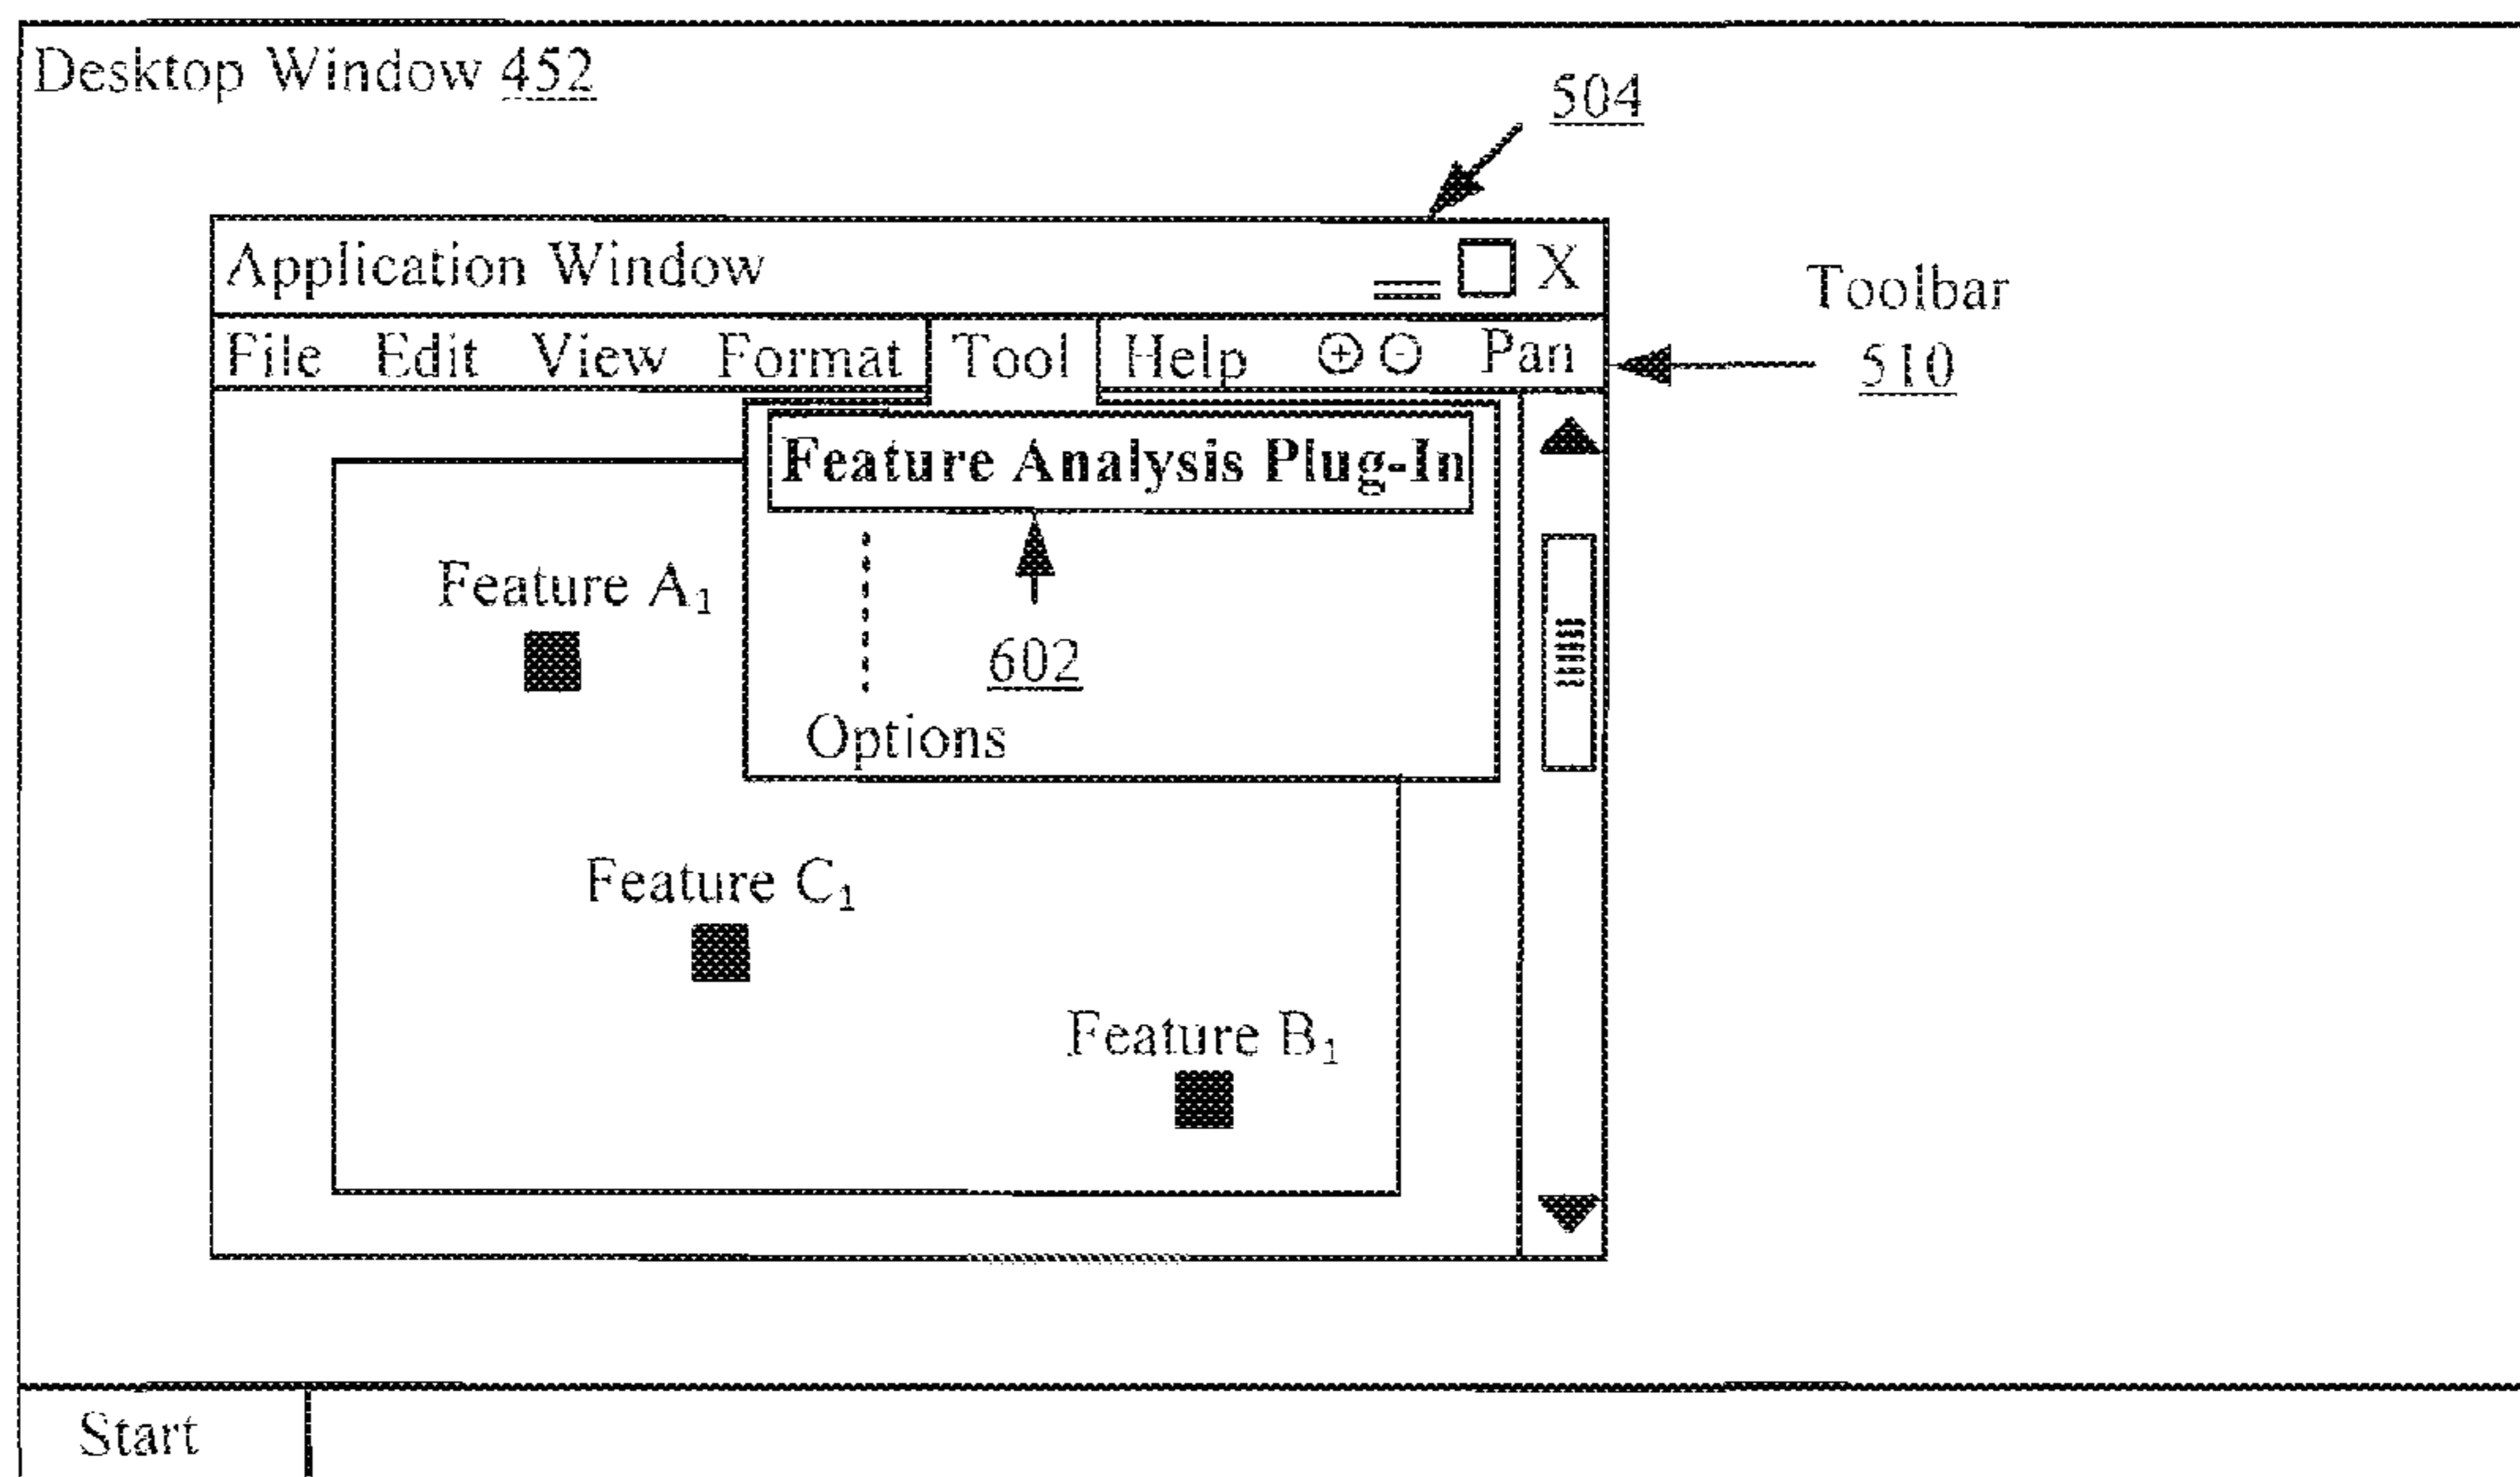 Desktop Window 452
504
Application Window X
Toolbar
510
File Edit View Format Tool Help + - Pan
Feature Analysis Plug-In
Feature A₁
602
Options
Feature C₁
Feature B₁
Start